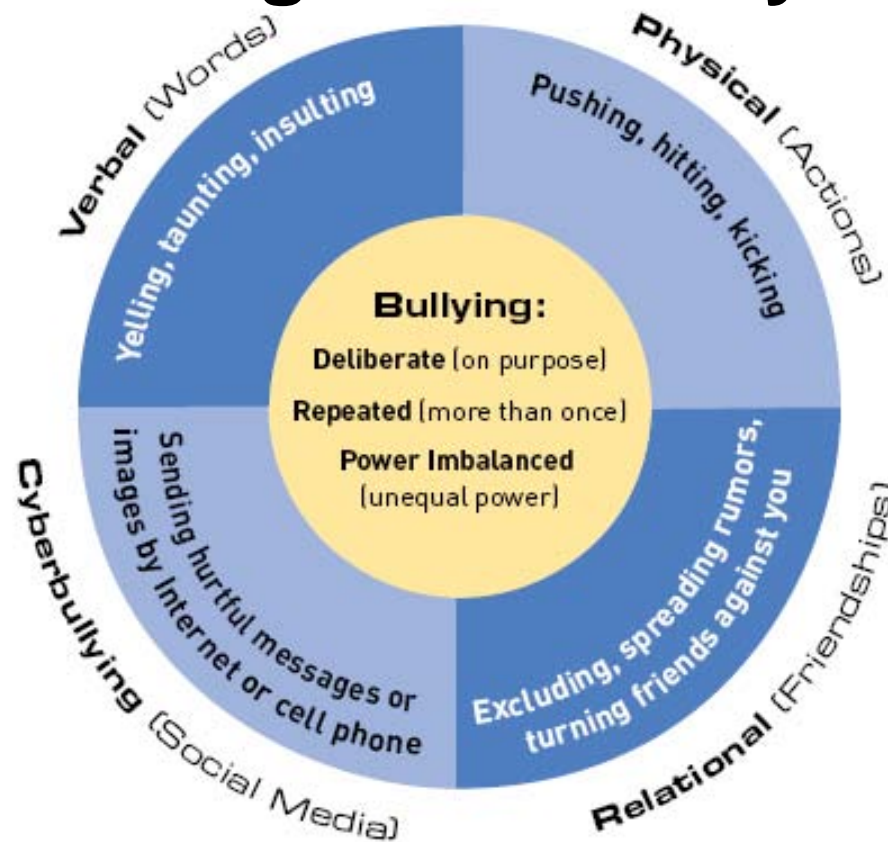 Verbal (Words)
Yelling, taunting, insulting
Physical (Actions)
Pushing, hitting, kicking
Bullying:
Deliberate (on purpose)
Repeated (more than once)
Power Imbalanced
(unequal power)
Cyberbullying (Social Media)
Sending hurtful messages or
images by Internet or cell phone
Relational (Friendships)
Excluding, spreading rumors,
turning friends against you